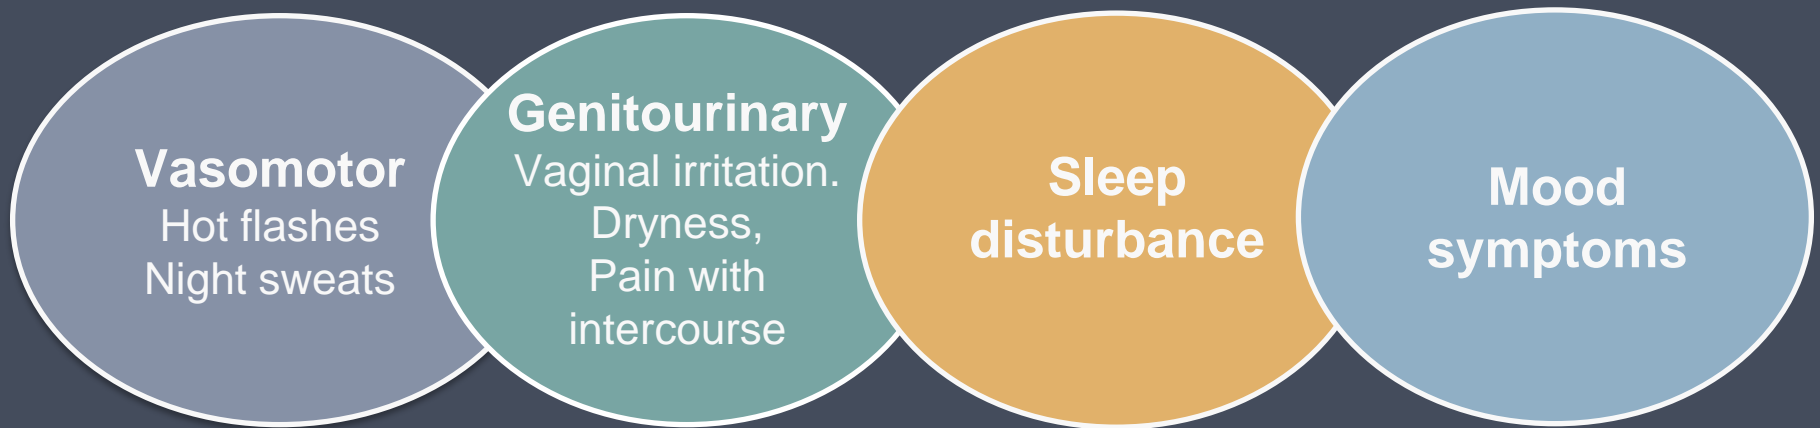 Vasomotor
Hot flashes
Night sweats
Genitourinary
Vaginal irritation.
Dryness,
Pain with
intercourse
Sleep
disturbance
Mood
symptoms